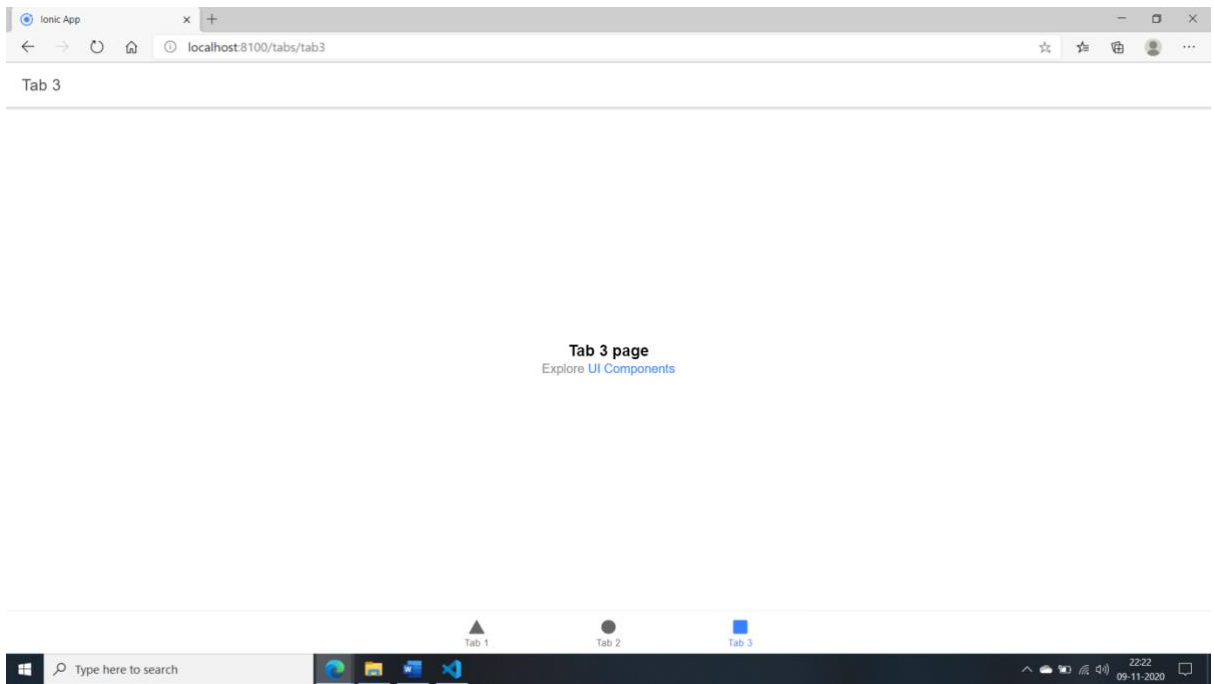 Ionic App
localhost:8100/tabs/tab3
Tab 3
Tab 3 page
Explore UI Components
Tab 1 Tab 2 Tab 3
Type here to search
22:22
09-11-2020